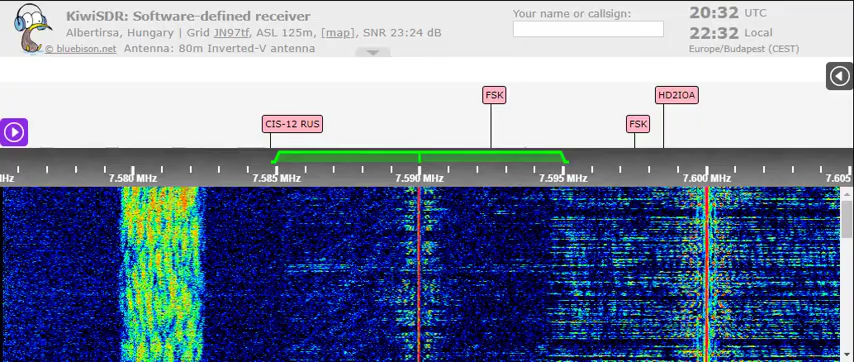 KiwiSDR: Software-defined receiver
Albertirsa, Hungary | Grid JN97tf, ASL 125m, [map], SNR 23:24 dB
© bluebison.net Antenna: 80m Inverted-V antenna
Your name or callsign:
20:32 UTC
22:32 Local
Europe/Budapest (CEST)
FSK
HD2IOA
CIS-12 RUS
FSK
7.580 MHz
7.585 MHz
7.590 MHz
7.595 MHz
7.600 MHz
7.605